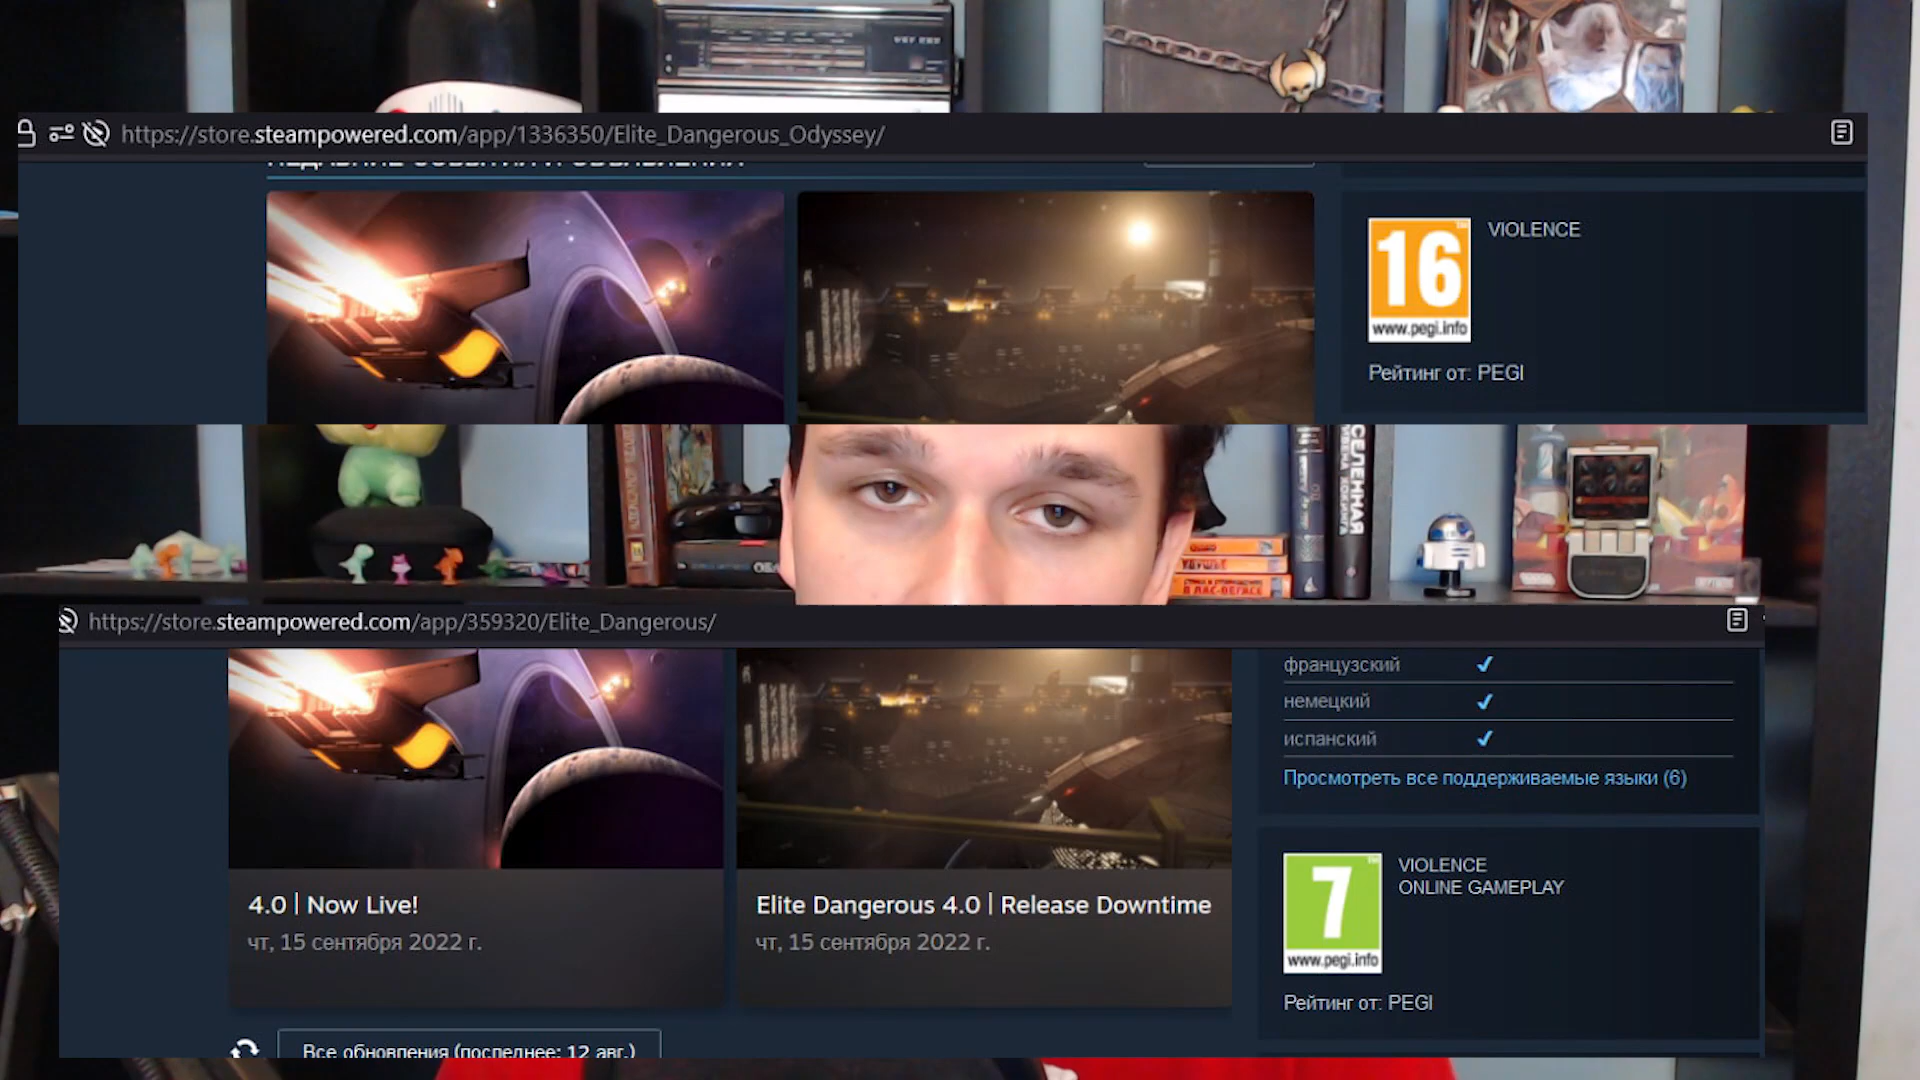 https://store.steampowered.com/app/1336350/Elite_Dangerous_Odyssey/
16
VIOLENCE
www.pegi.info
Рейтинг от: PEGI
СЕЛЕННАЯ
В ЛАС-ВЕГАСЕ
https://store.steampowered.com/app/359320/Elite_Dangerous/
французский
немецкий
испанский
Просмотреть все поддерживаемые языки (6)
4.0 | Now Live!
чт, 15 сентября 2022 г.
Elite Dangerous 4.0 | Release Downtime
чт, 15 сентября 2022 г.
7
VIOLENCE
ONLINE GAMEPLAY
www.pegi.info
Рейтинг от: PEGI
Все обновления (последнее: 12 авг.)